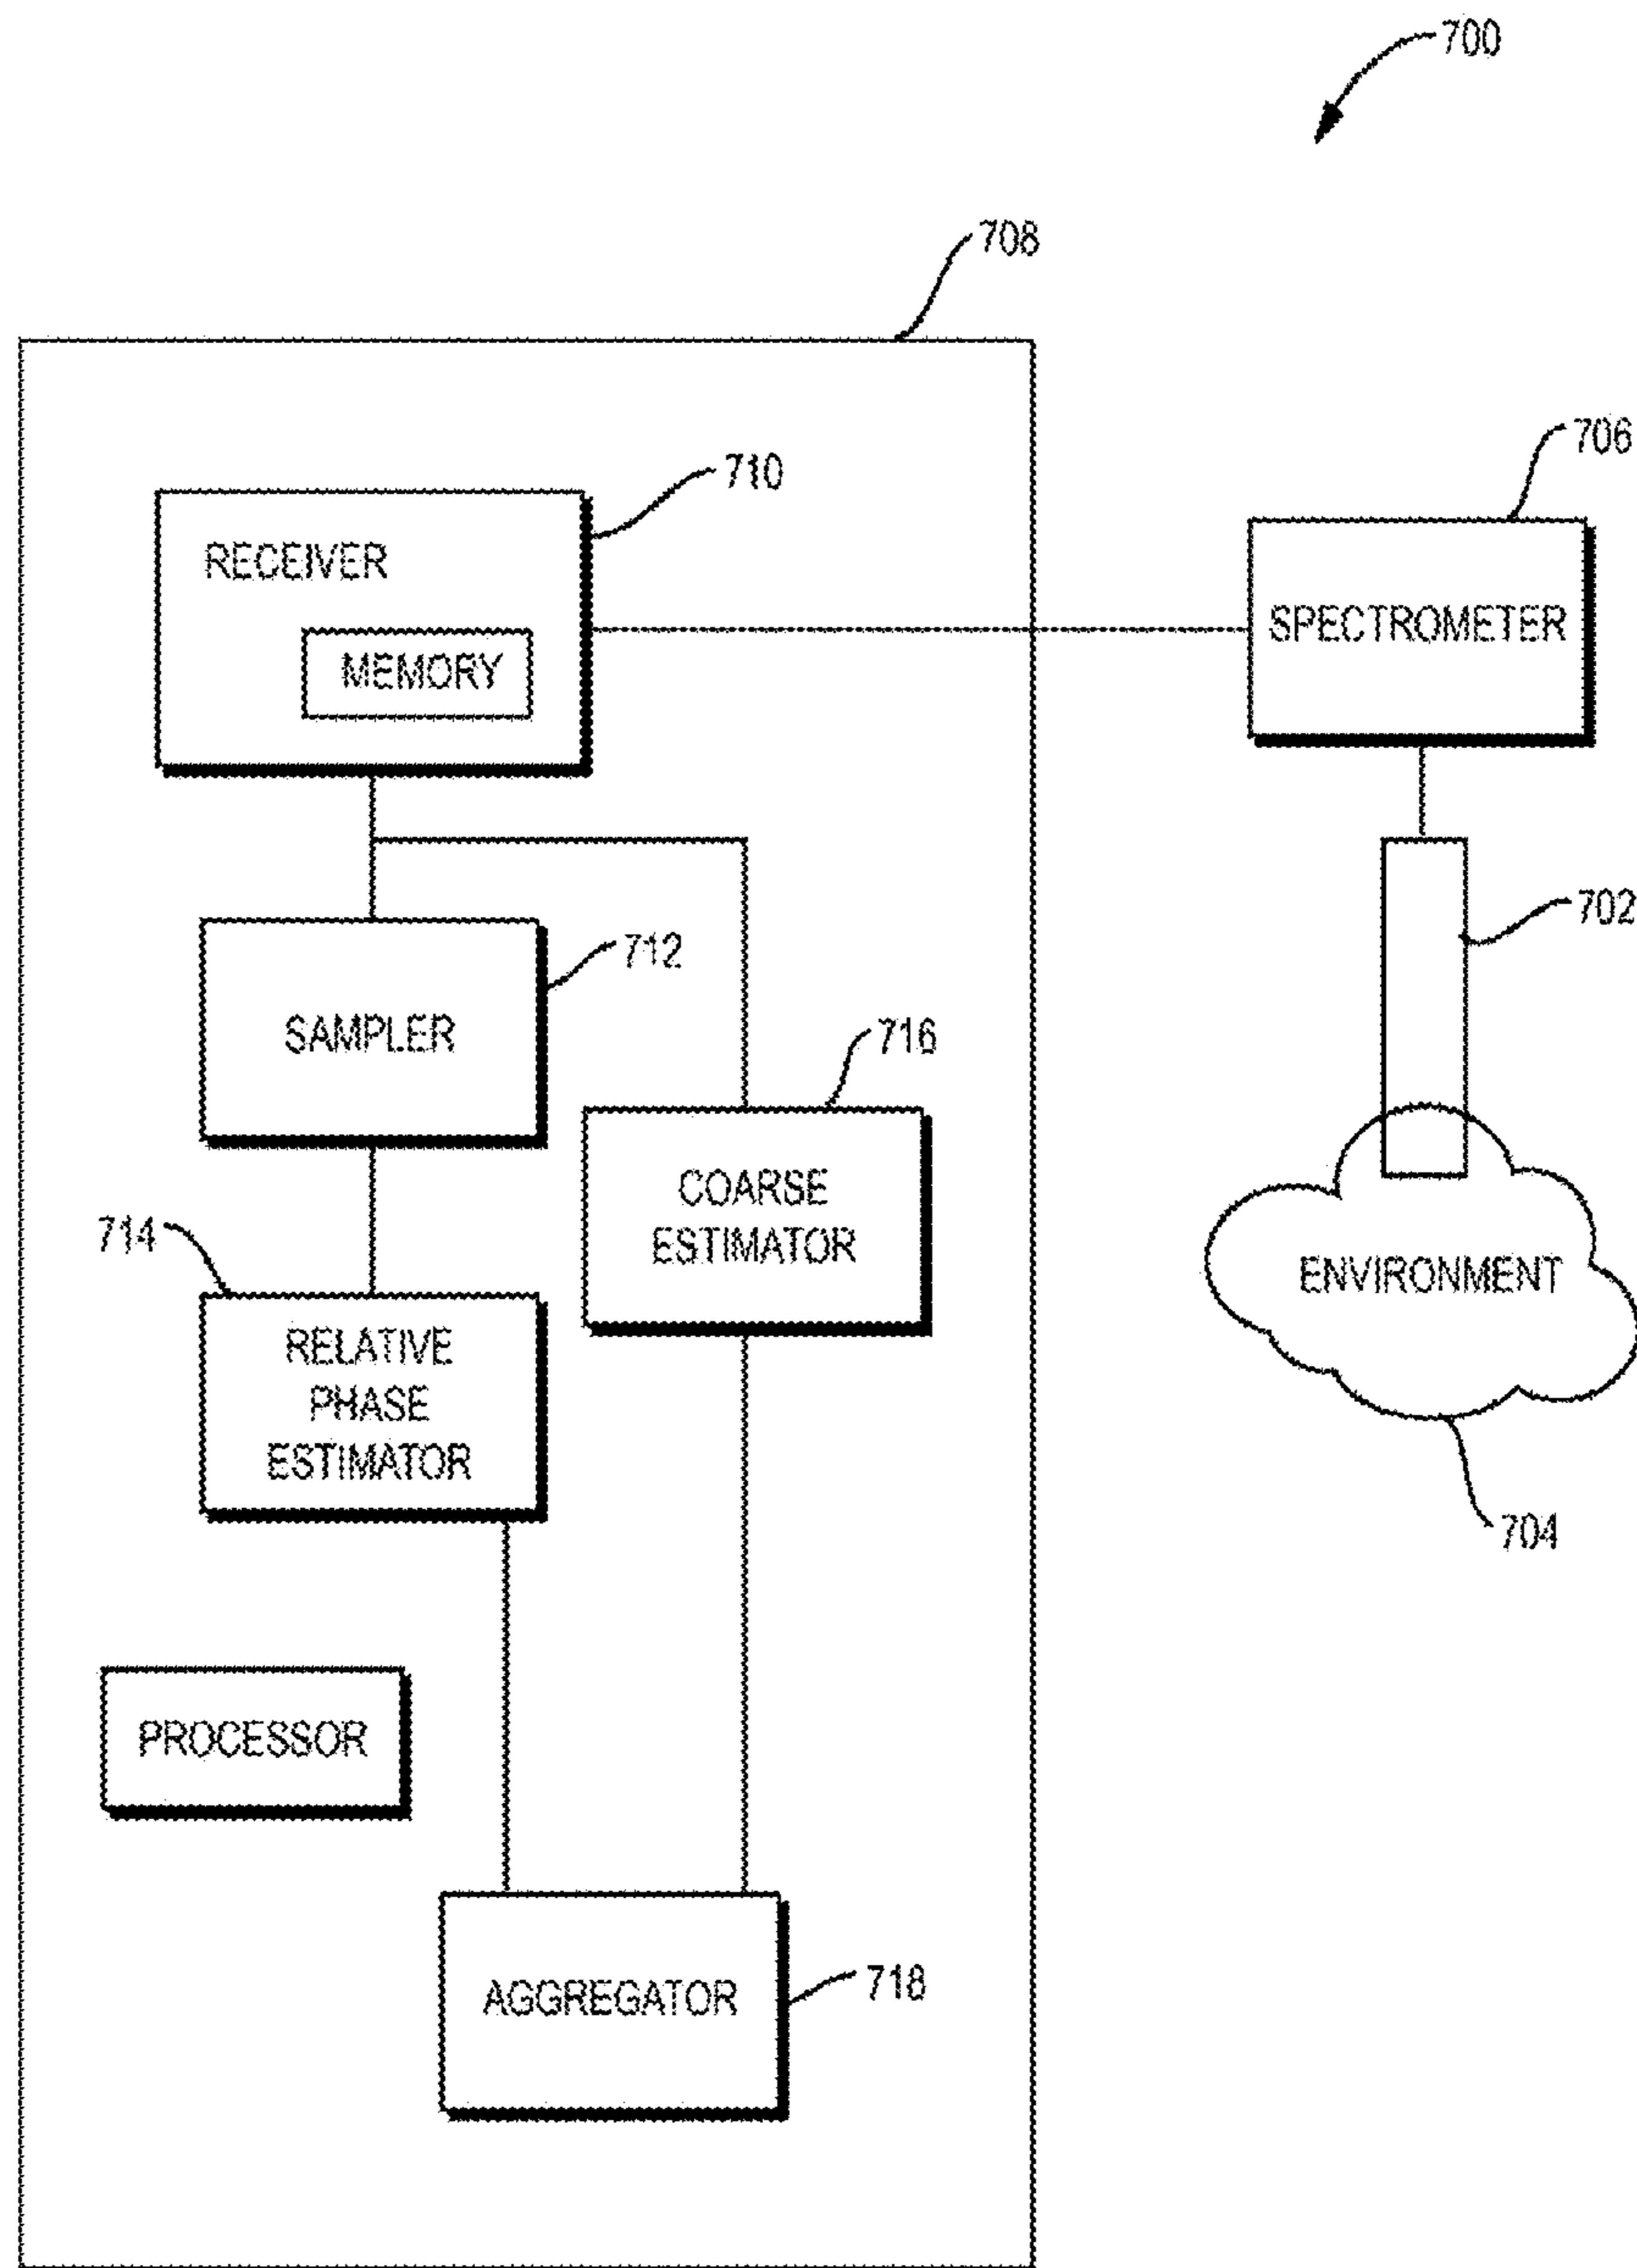 700
708
706
710
RECEIVER
SPECTROMETER
MEMORY
702
712
SAMPLER
716
COARSE
ESTIMATOR
714
ENVIRONMENT
RELATIVE
PHASE
ESTIMATOR
704
PROCESSOR
AGGREGATOR
718